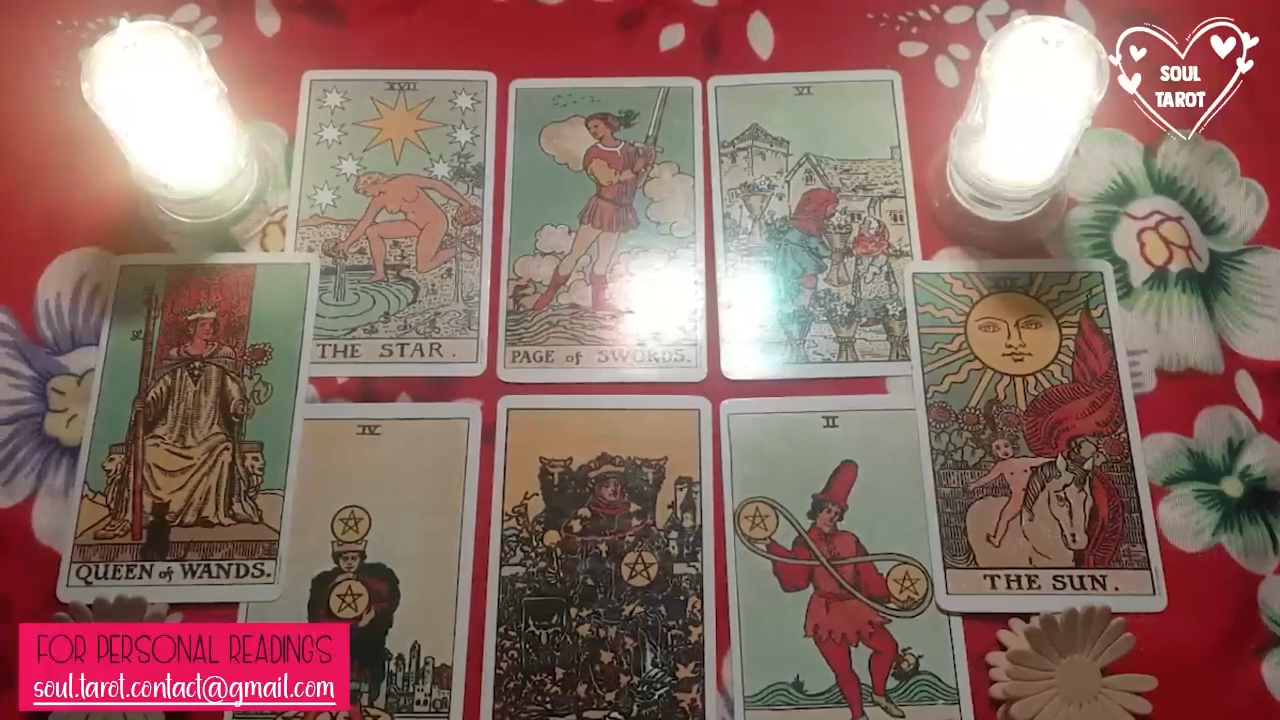 SOUL
TAROT
XVII
VI
THE STAR.
PAGE of SWORDS.
QUEEN of WANDS.
IV
II
THE SUN.
FOR PERSONAL READINGS
soul.tarot.contact@gmail.com